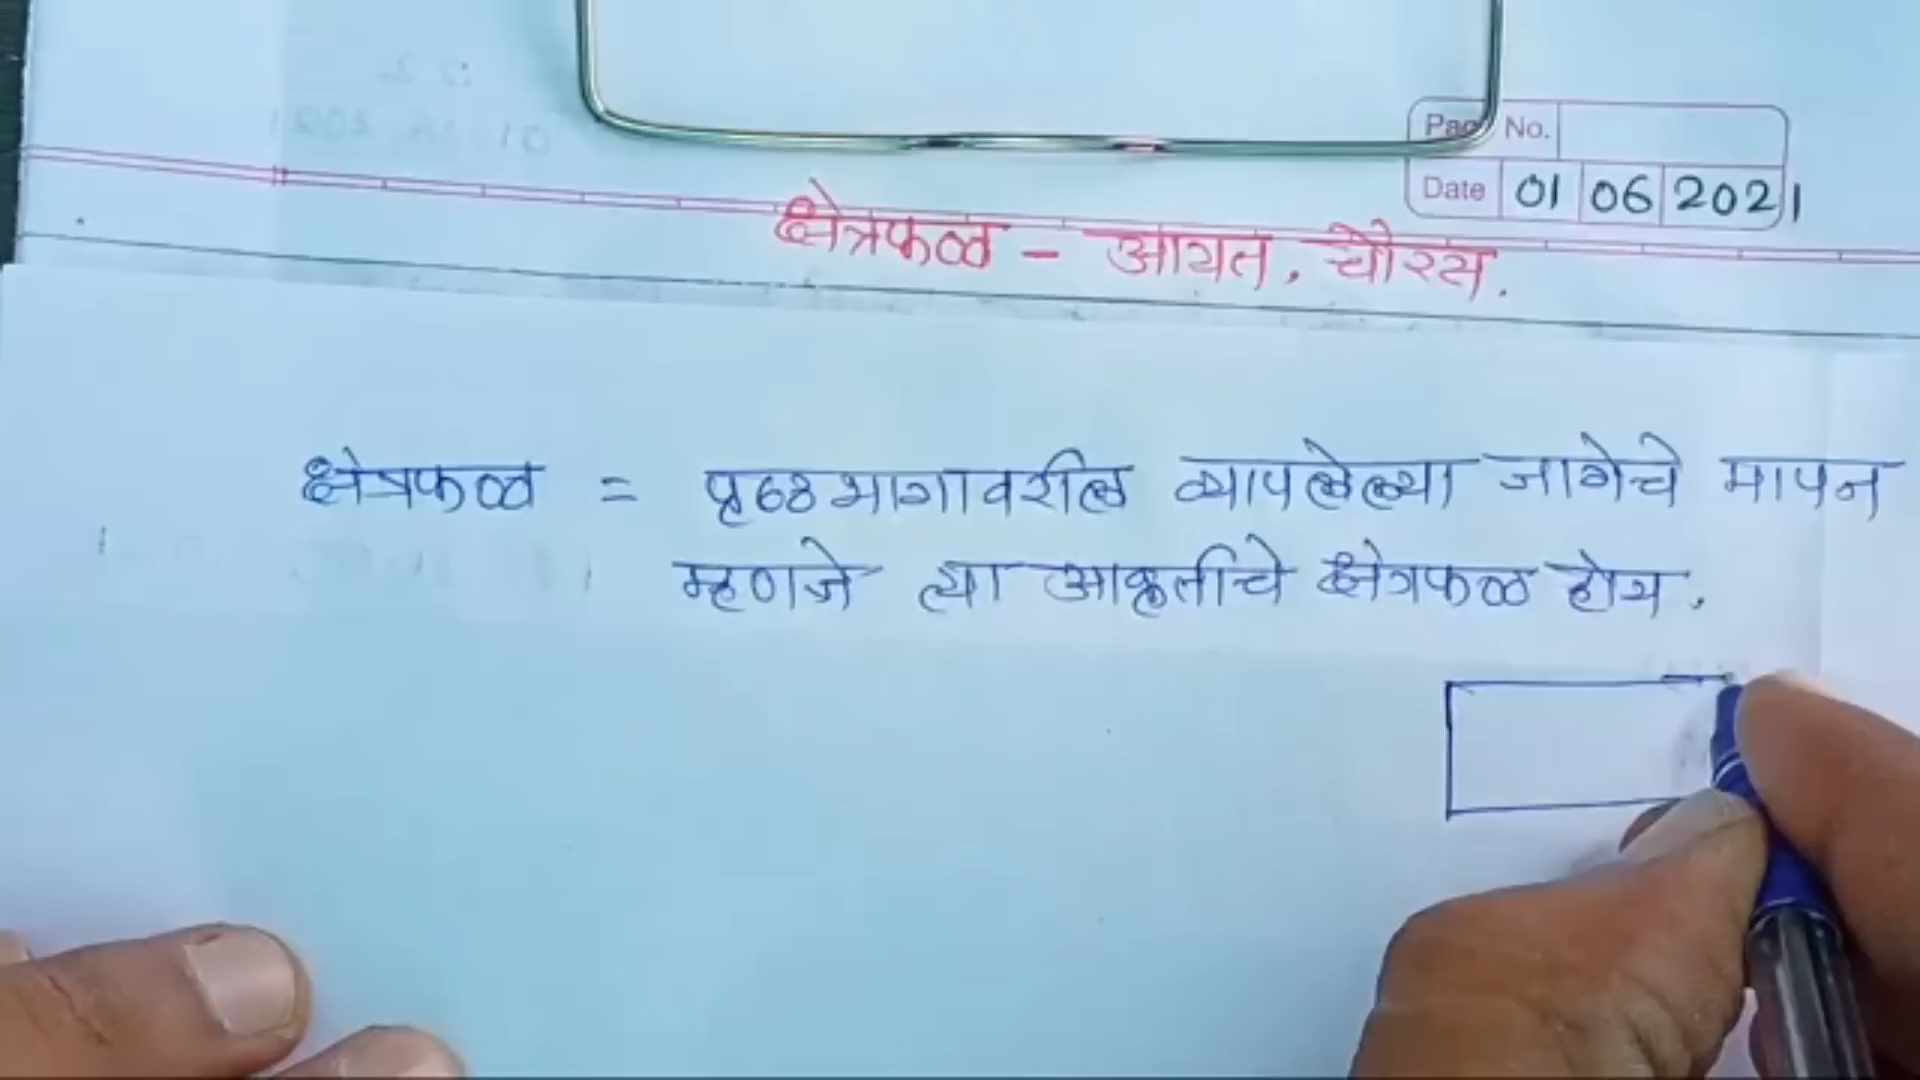 Page No.
Date 01 06 2021
क्षेत्रफळ - आयत, चौरस.
क्षेत्रफळ = पृष्ठभागावरील व्यापलेल्या जागेचे मापन
म्हणजे त्या आकृतीचे क्षेत्रफळ होय.